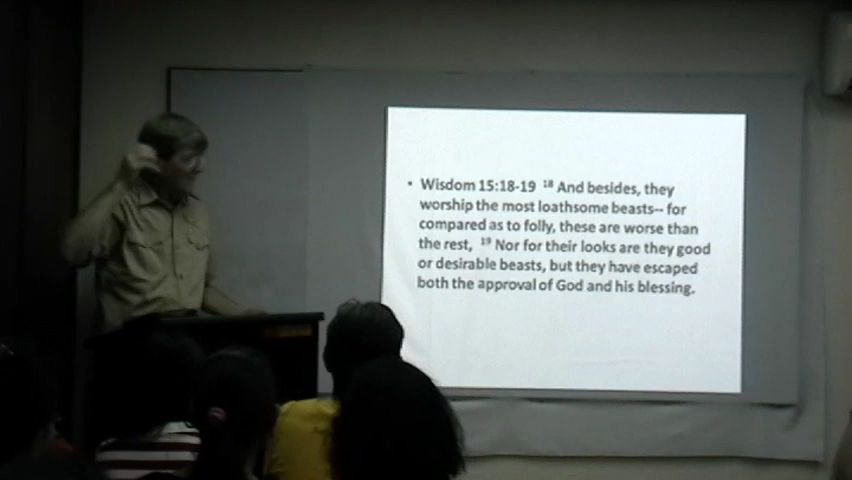 • Wisdom 15:18-19 18 And besides, they
worship the most loathsome beasts-- for
compared as to folly, these are worse than
the rest, 19 Nor for their looks are they good
or desirable beasts, but they have escaped
both the approval of God and his blessing.